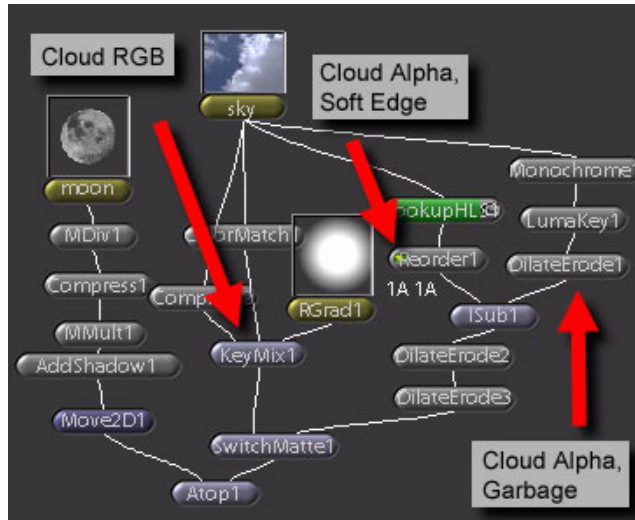 Cloud RGB
Cloud Alpha,
Soft Edge
sky
moon
Monochrome1
MDiv1
LumaKey1
Reorder1
DilateErode1
1A 1A
Compress1
RGrad1
ISub1
MMult1
KeyMix1
DilateErode2
AddShadow1
DilateErode3
Move2D1
SwitchMatte1
Cloud Alpha,
Garbage
Atop1